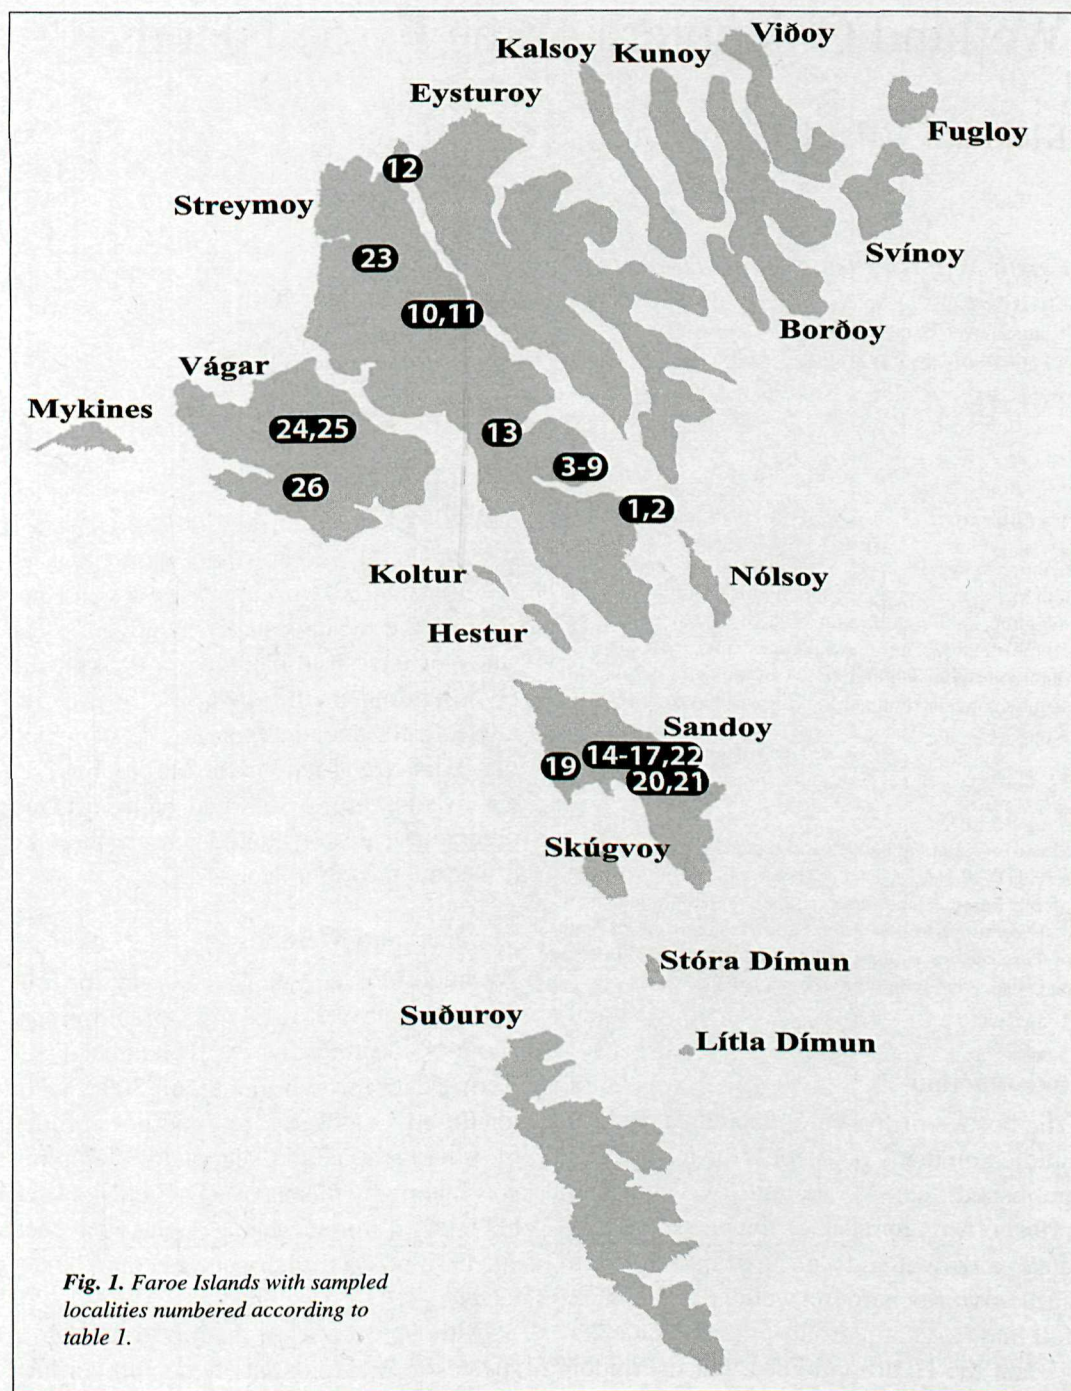 Viðoy
Kalsoy
Kunoy
Eysturoy
Fugloy
12
Streymoy
23
Svínoy
10,11
Borðoy
Vágar
Mykines
24,25
13
3-9
26
1,2
Koltur
Nólsoy
Hestur
Sandoy
14-17,22
19
20,21
Skúgvoy
Stóra Dímun
Suðuroy
Lítla Dímun
Fig. 1. Faroe Islands with sampled
localities numbered according to
table 1.